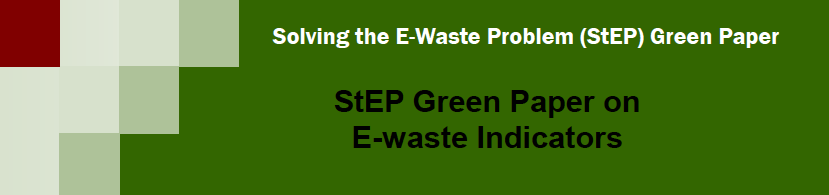 Solving the E-Waste Problem (StEP) Green Paper
StEP Green Paper on
E-waste Indicators